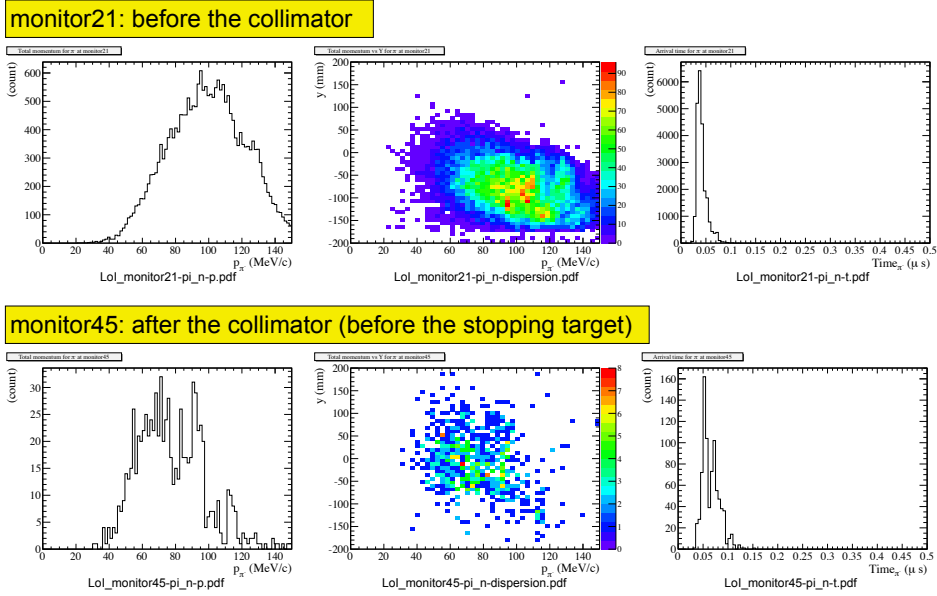 monitor21: before the collimator
Total momentum for π⁻ at monitor21
Total momentum vs Y for π⁻ at monitor21
Arrival time for π⁻ at monitor21
(count)
600
500
400
300
200
100
0
0 20 40 60 80 100 120 140
p_π⁻ (MeV/c)
LoI_monitor21-pi_n-p.pdf
y (mm)
200
150
100
50
0
-50
-100
-150
-200
0 20 40 60 80 100 120 140
p_π⁻ (MeV/c)
90
80
70
60
50
40
30
20
10
0
LoI_monitor21-pi_n-dispersion.pdf
(count)
6000
5000
4000
3000
2000
1000
0
0 0.05 0.1 0.15 0.2 0.25 0.3 0.35 0.4 0.45 0.5
Time_π⁻ (μ s)
LoI_monitor21-pi_n-t.pdf
monitor45: after the collimator (before the stopping target)
Total momentum for π⁻ at monitor45
Total momentum vs Y for π⁻ at monitor45
Arrival time for π⁻ at monitor45
(count)
30
25
20
15
10
5
0
0 20 40 60 80 100 120 140
p_π⁻ (MeV/c)
LoI_monitor45-pi_n-p.pdf
y (mm)
200
150
100
50
0
-50
-100
-150
-200
0 20 40 60 80 100 120 140
p_π⁻ (MeV/c)
8
7
6
5
4
3
2
1
0
LoI_monitor45-pi_n-dispersion.pdf
(count)
160
140
120
100
80
60
40
20
0
0 0.05 0.1 0.15 0.2 0.25 0.3 0.35 0.4 0.45 0.5
Time_π⁻ (μ s)
LoI_monitor45-pi_n-t.pdf